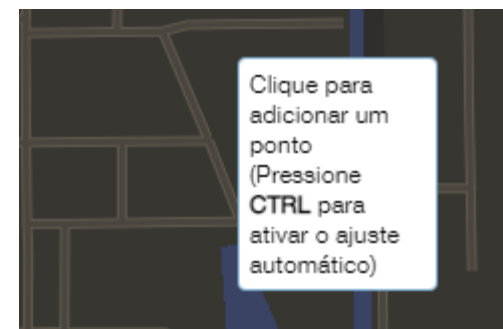 Clique para
adicionar um
ponto
(Pressione
CTRL para
ativar o ajuste
automático)